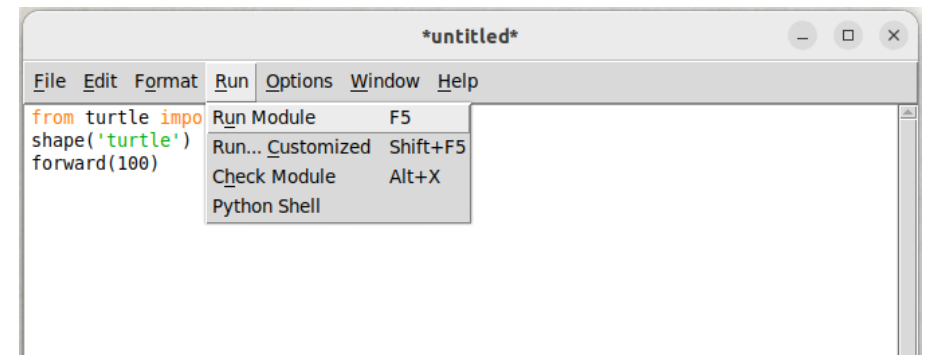 *untitled*
File Edit Format Run Options Window Help
from turtle impo
shape('turtle')
forward(100)
Run Module F5
Run... Customized Shift+F5
Check Module Alt+X
Python Shell